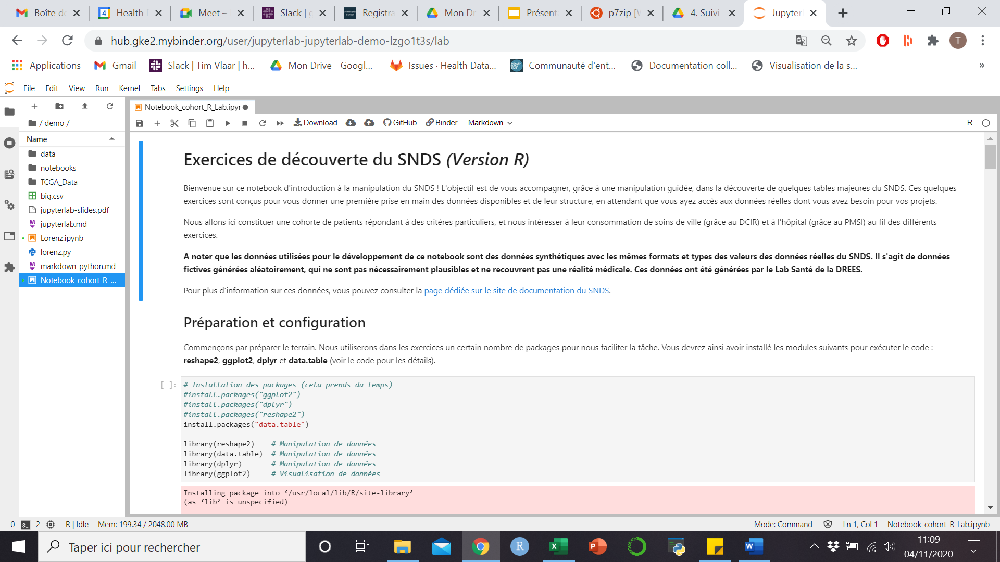 Boîte de
Health
Meet –
Slack | g
Registra
Mon Dr
Présent
p7zip [W
4. Suivi
Jupyter
hub.gke2.mybinder.org/user/jupyterlab-jupyterlab-demo-lzgo1t3s/lab
T
Applications
Gmail
Slack | Tim Vlaar | h...
Mon Drive - Googl...
Issues · Health Data...
Communauté d'ent...
Documentation coll...
Visualisation de la s...
»
File Edit View Run Kernel Tabs Settings Help
Notebook_cohort_R_Lab.ipyr
/ demo /
Download GitHub Binder Markdown R
Name
data
notebooks
TCGA_Data
big.csv
jupyterlab-slides.pdf
jupyterlab.md
Lorenz.ipynb
lorenz.py
markdown_python.md
Notebook_cohort_R_...
Exercices de découverte du SNDS (Version R)
Bienvenue sur ce notebook d'introduction à la manipulation du SNDS ! L'objectif est de vous accompagner, grâce à une manipulation guidée, dans la découverte de quelques tables majeures du SNDS. Ces quelques
exercices sont conçus pour vous donner une première prise en main des données disponibles et de leur structure, en attendant que vous ayez accès aux données réelles dont vous avez besoin pour vos projets.
Nous allons ici constituer une cohorte de patients répondant à des critères particuliers, et nous intéresser à leur consommation de soins de ville (grâce au DCIR) et à l'hôpital (grâce au PMSI) au fil des différents
exercices.
A noter que les données utilisées pour le développement de ce notebook sont des données synthétiques avec les mêmes formats et types des valeurs des données réelles du SNDS. Il s'agit de données
fictives générées aléatoirement, qui ne sont pas nécessairement plausibles et ne recouvrent pas une réalité médicale. Ces données ont été générées par le Lab Santé de la DREES.
Pour plus d'information sur ces données, vous pouvez consulter la page dédiée sur le site de documentation du SNDS.
Préparation et configuration
Commençons par préparer le terrain. Nous utiliserons dans les exercices un certain nombre de packages pour nous faciliter la tâche. Vous devrez ainsi avoir installé les modules suivants pour exécuter le code :
reshape2, ggplot2, dplyr et data.table (voir le code pour les détails).
[ ]: # Installation des packages (cela prends du temps)
#install.packages("ggplot2")
#install.packages("dplyr")
#install.packages("reshape2")
install.packages("data.table")
library(reshape2) # Manipulation de données
library(data.table) # Manipulation de données
library(dplyr) # Manipulation de données
library(ggplot2) # Visualisation de données
Installing package into ‘/usr/local/lib/R/site-library’
(as ‘lib’ is unspecified)
0 2 R | Idle Mem: 199.34 / 2048.00 MB Mode: Command Ln 1, Col 1 Notebook_cohort_R_Lab.ipynb
Taper ici pour rechercher
11:09
04/11/2020